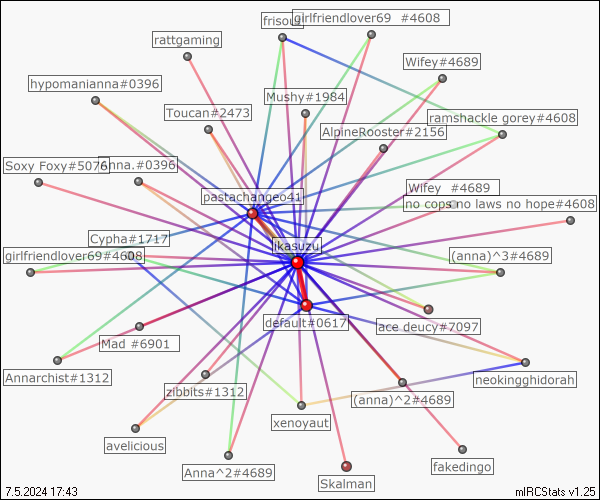 frisout
girlfriendlover69 #4608
rattgaming
Wifey#4689
hypomanianna#0396
Mushy#1984
Toucan#2473
ramshackle gorey#4608
AlpineRooster#2156
Soxy Foxy#5076
Anna.#0396
Wifey #4689
pastachangeo41
no cops no laws no hope#4608
Cypha#1717
ikasuzu
girlfriendlover69#4608
(anna)^3#4689
default#0617
ace deucy#7097
Mad #6901
Annarchist#1312
zibbits#1312
neokingghidorah
(anna)^2#4689
xenoyaut
avelicious
Anna^2#4689
fakedingo
Skalman
7.5.2024 17:43
mIRCStats v1.25